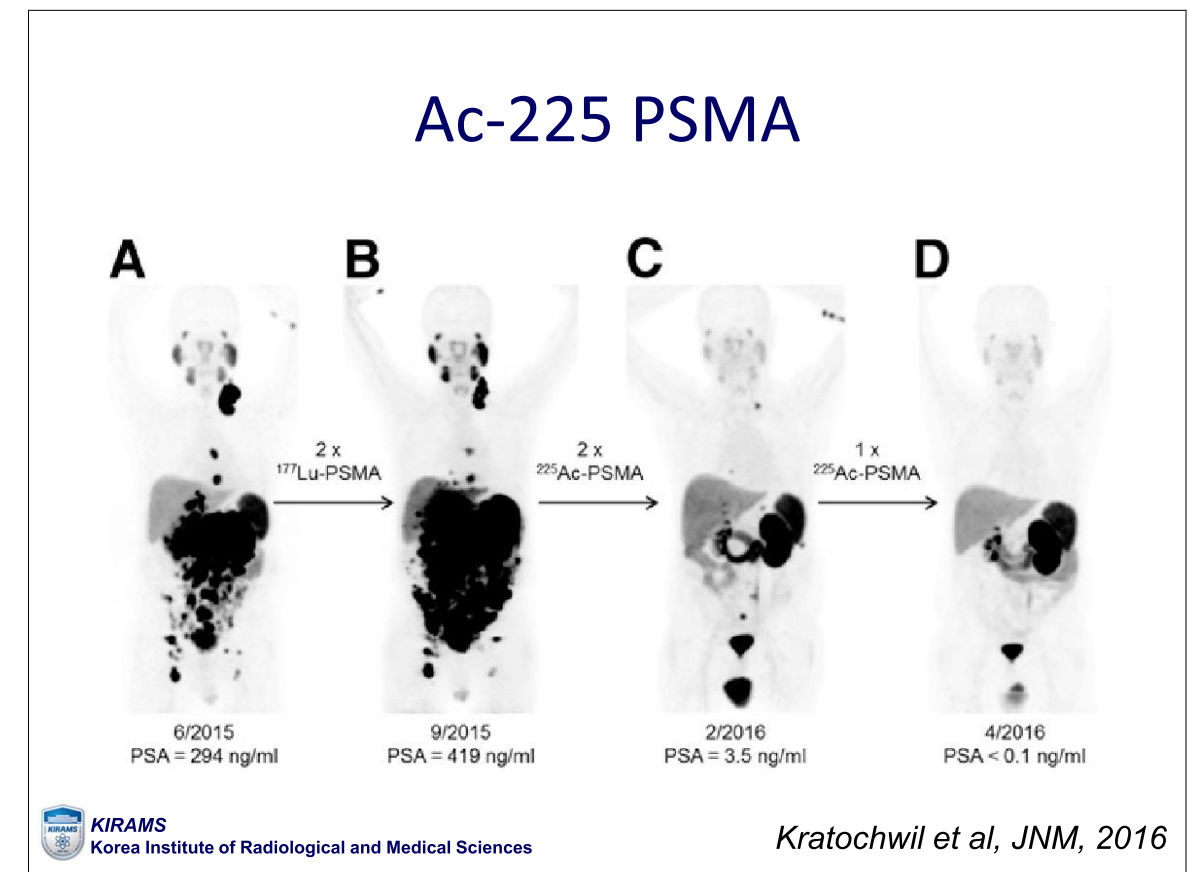 Ac-225 PSMA
A
B
C
D
2 x
177Lu-PSMA
2 x
225Ac-PSMA
1 x
225Ac-PSMA
6/2015
PSA = 294 ng/ml
9/2015
PSA = 419 ng/ml
2/2016
PSA = 3.5 ng/ml
4/2016
PSA < 0.1 ng/ml
KIRAMS
KIRAMS
Korea Institute of Radiological and Medical Sciences
Kratochwil et al, JNM, 2016